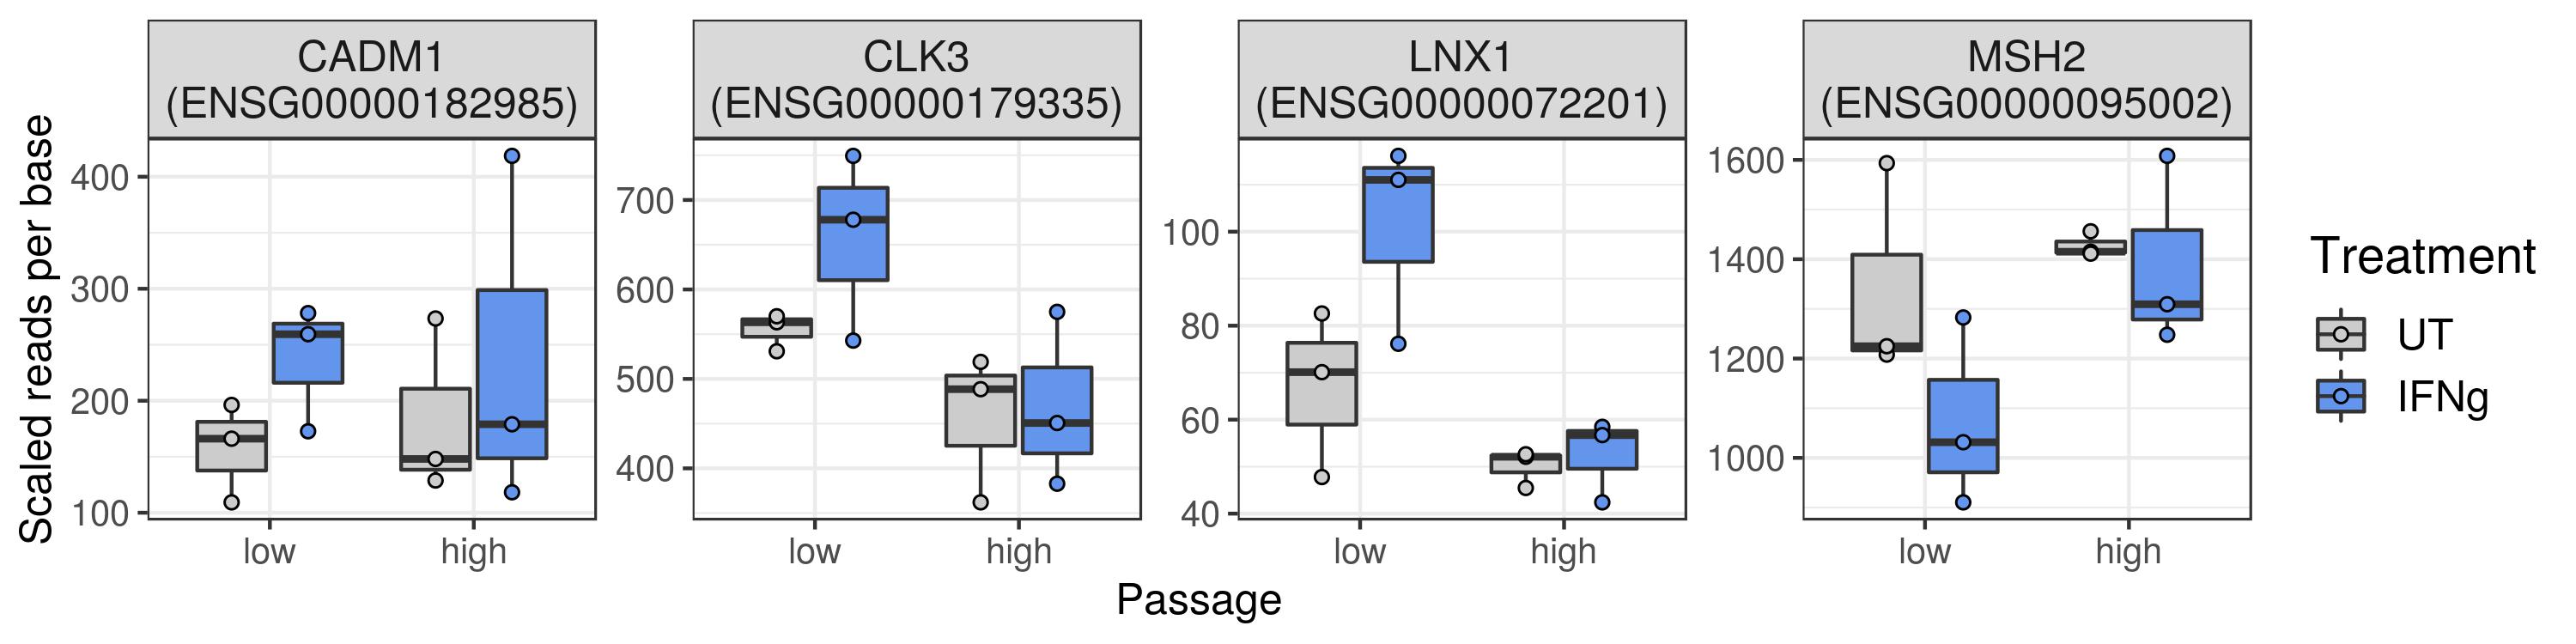 CADM1
(ENSG00000182985)
CLK3
(ENSG00000179335)
LNX1
(ENSG00000072201)
MSH2
(ENSG00000095002)
Scaled reads per base
400
300
200
100
700
600
500
400
100
80
60
40
1600
1400
1200
1000
low high
low high
low high
low high
Passage
Treatment
UT
IFNg